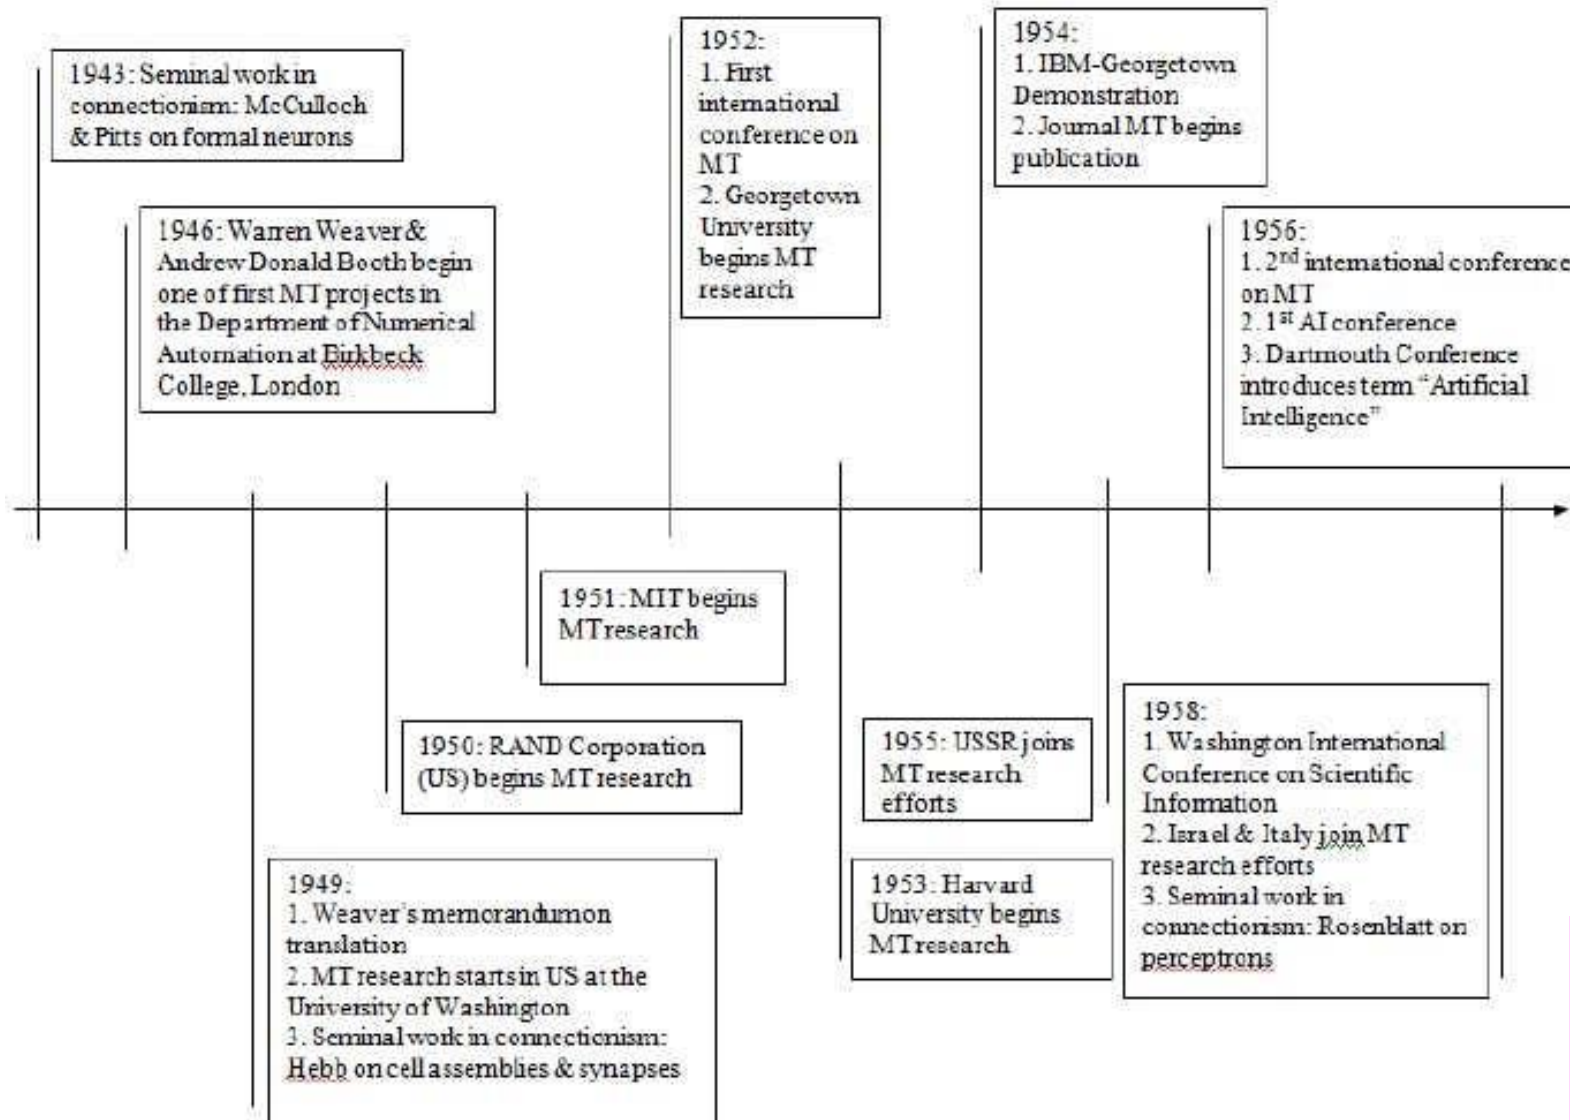 1943: Seminal work in
connectionism: McCulloch
& Pitts on formal neurons
1946: Warren Weaver &
Andrew Donald Booth begin
one of first MT projects in
the Department of Numerical
Automation at Birkbeck
College, London
1949:
1. Weaver's memorandum on
translation
2. MT research starts in US at the
University of Washington
3. Seminal work in connectionism:
Hebb on cell assemblies & synapses
1950: RAND Corporation
(US) begins MT research
1951: MIT begins
MT research
1952:
1. First
international
conference on
MT
2. Georgetown
University
begins MT
research
1953: Harvard
University begins
MT research
1954:
1. IBM-Georgetown
Demonstration
2. Journal MT begins
publication
1955: USSR joins
MT research
efforts
1956:
1. 2nd international conference
on MT
2. 1st AI conference
3. Dartmouth Conference
introduces term "Artificial
Intelligence"
1958:
1. Washington International
Conference on Scientific
Information
2. Israel & Italy join MT
research efforts
3. Seminal work in
connectionism: Rosenblatt on
perceptrons